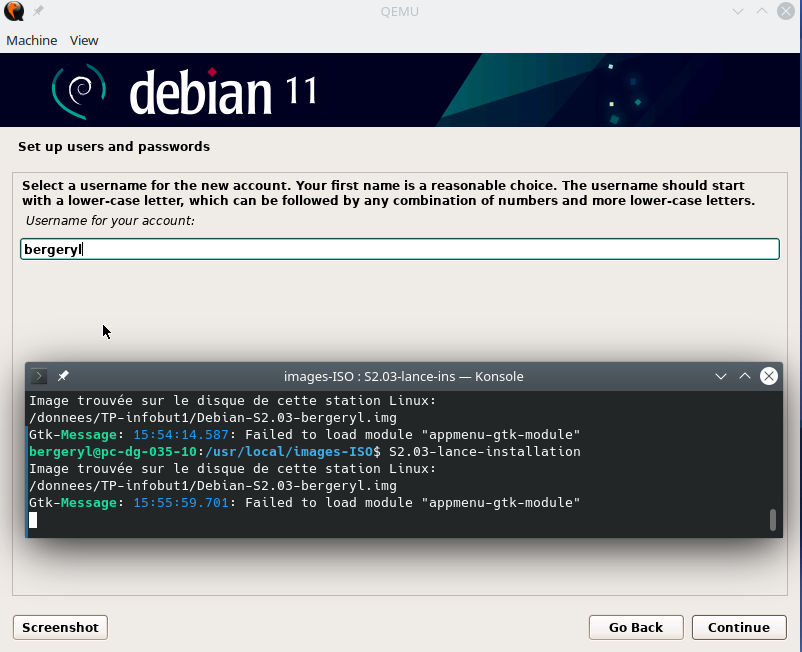 QEMU
Machine View
debian 11
Set up users and passwords
Select a username for the new account. Your first name is a reasonable choice. The username should start
with a lower-case letter, which can be followed by any combination of numbers and more lower-case letters.
Username for your account:
bergeryl
images-ISO : S2.03-lance-ins — Konsole
Image trouvée sur le disque de cette station Linux:
/donnees/TP-infobut1/Debian-S2.03-bergeryl.img
Gtk-Message: 15:54:14.587: Failed to load module "appmenu-gtk-module"
bergeryl@pc-dg-035-10:/usr/local/images-ISO$ S2.03-lance-installation
Image trouvée sur le disque de cette station Linux:
/donnees/TP-infobut1/Debian-S2.03-bergeryl.img
Gtk-Message: 15:55:59.701: Failed to load module "appmenu-gtk-module"
Screenshot Go Back Continue